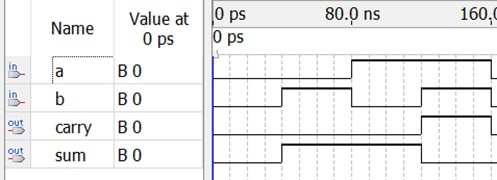 Name
Value at
0 ps
0 ps
80.0 ns
160.
0 ps
in
a
B 0
in
b
B 0
out
carry
B 0
out
sum
B 0